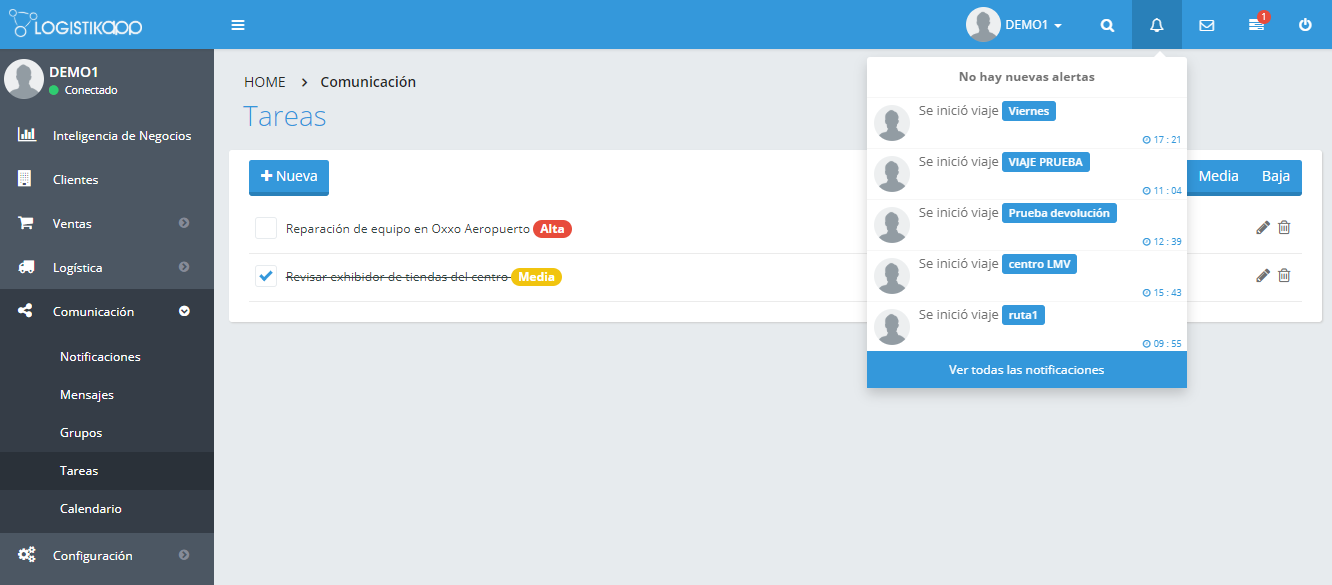 LOGISTIKAPP
DEMO1
1
DEMO1
Conectado
Inteligencia de Negocios
Clientes
Ventas
Logística
Comunicación
Notificaciones
Mensajes
Grupos
Tareas
Calendario
Configuración
HOME > Comunicación
Tareas
+ Nueva
Media Baja
Reparación de equipo en Oxxo Aeropuerto Alta
Revisar exhibidor de tiendas del centro Media
No hay nuevas alertas
Se inició viaje Viernes
17 : 21
Se inició viaje VIAJE PRUEBA
11 : 04
Se inició viaje Prueba devolución
12 : 39
Se inició viaje centro LMV
15 : 43
Se inició viaje ruta1
09 : 55
Ver todas las notificaciones